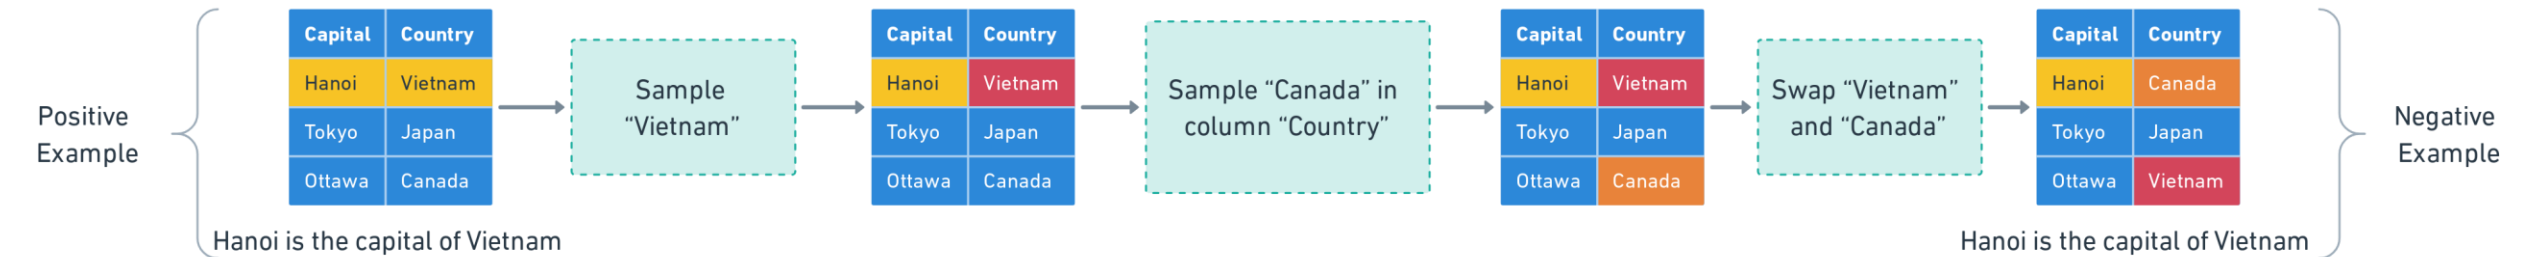 Positive
Example
Capital Country
Hanoi Vietnam
Tokyo Japan
Ottawa Canada
Hanoi is the capital of Vietnam
Sample
“Vietnam”
Capital Country
Hanoi Vietnam
Tokyo Japan
Ottawa Canada
Sample “Canada” in
column “Country”
Capital Country
Hanoi Vietnam
Tokyo Japan
Ottawa Canada
Swap “Vietnam”
and “Canada”
Capital Country
Hanoi Canada
Tokyo Japan
Ottawa Vietnam
Hanoi is the capital of Vietnam
Negative
Example